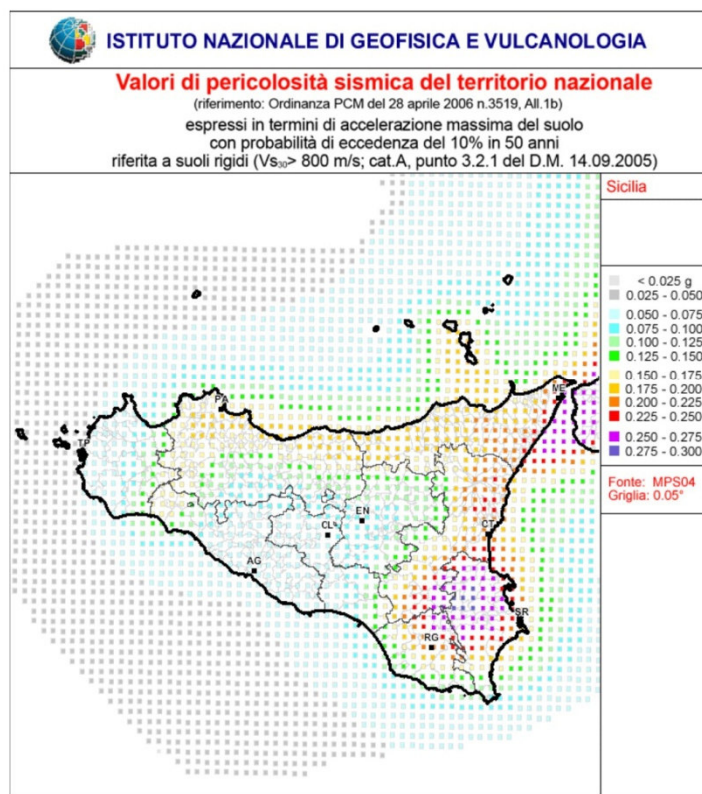 ISTITUTO NAZIONALE DI GEOFISICA E VULCANOLOGIA
Valori di pericolosità sismica del territorio nazionale
(riferimento: Ordinanza PCM del 28 aprile 2006 n.3519, All.1b)
espressi in termini di accelerazione massima del suolo
con probabilità di eccedenza del 10% in 50 anni
riferita a suoli rigidi (Vs30> 800 m/s; cat.A, punto 3.2.1 del D.M. 14.09.2005)
Sicilia
< 0.025 g
0.025 - 0.050
0.050 - 0.075
0.075 - 0.100
0.100 - 0.125
0.125 - 0.150
0.150 - 0.175
0.175 - 0.200
0.200 - 0.225
0.225 - 0.250
0.250 - 0.275
0.275 - 0.300
Fonte: MPS04
Griglia: 0.05°
ME
PA
TP
EN
CL
CT
AG
SR
RG